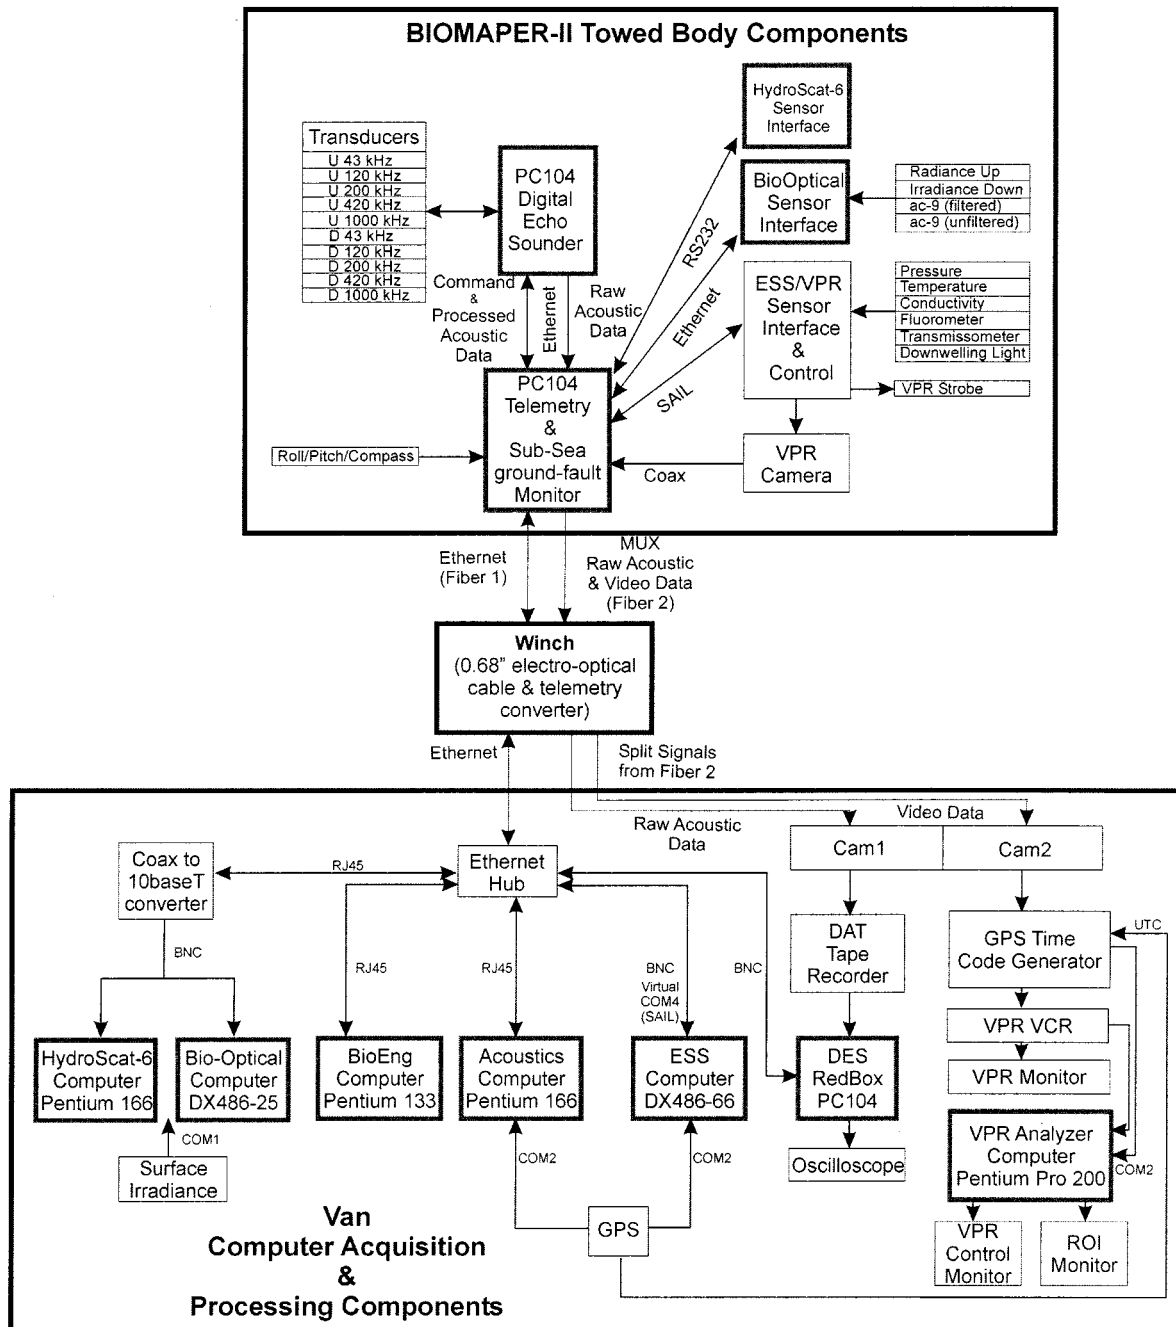 BIOMAPER-II Towed Body Components
HydroScat-6
Sensor
Interface
Transducers
U 43 kHz
U 120 kHz
U 200 kHz
U 420 kHz
U 1000 kHz
D 43 kHz
D 120 kHz
D 200 kHz
D 420 kHz
D 1000 kHz
PC104
Digital
Echo
Sounder
BioOptical
Sensor
Interface
Radiance Up
Irradiance Down
ac-9 (filtered)
ac-9 (unfiltered)
RS232
Ethernet
SAIL
Command
&
Processed
Acoustic
Data
Ethernet
Raw
Acoustic
Data
ESS/VPR
Sensor
Interface
&
Control
Pressure
Temperature
Conductivity
Fluorometer
Transmissometer
Downwelling Light
VPR Strobe
PC104
Telemetry
&
Sub-Sea
ground-fault
Monitor
Roll/Pitch/Compass
Coax
VPR
Camera
Ethernet
(Fiber 1)
MUX
Raw Acoustic
& Video Data
(Fiber 2)
Winch
(0.68" electro-optical
cable & telemetry
converter)
Ethernet
Split Signals
from Fiber 2
Raw Acoustic
Data
Video Data
Cam1
Cam2
Coax to
10baseT
converter
RJ45
Ethernet
Hub
BNC
RJ45
RJ45
BNC
Virtual
COM4
(SAIL)
BNC
DAT
Tape
Recorder
GPS Time
Code Generator
UTC
VPR VCR
VPR Monitor
HydroScat-6
Computer
Pentium 166
Bio-Optical
Computer
DX486-25
BioEng
Computer
Pentium 133
Acoustics
Computer
Pentium 166
ESS
Computer
DX486-66
DES
RedBox
PC104
VPR Analyzer
Computer
Pentium Pro 200
COM2
COM1
Surface
Irradiance
COM2
COM2
Oscilloscope
GPS
VPR
Control
Monitor
ROI
Monitor
Van
Computer Acquisition
&
Processing Components